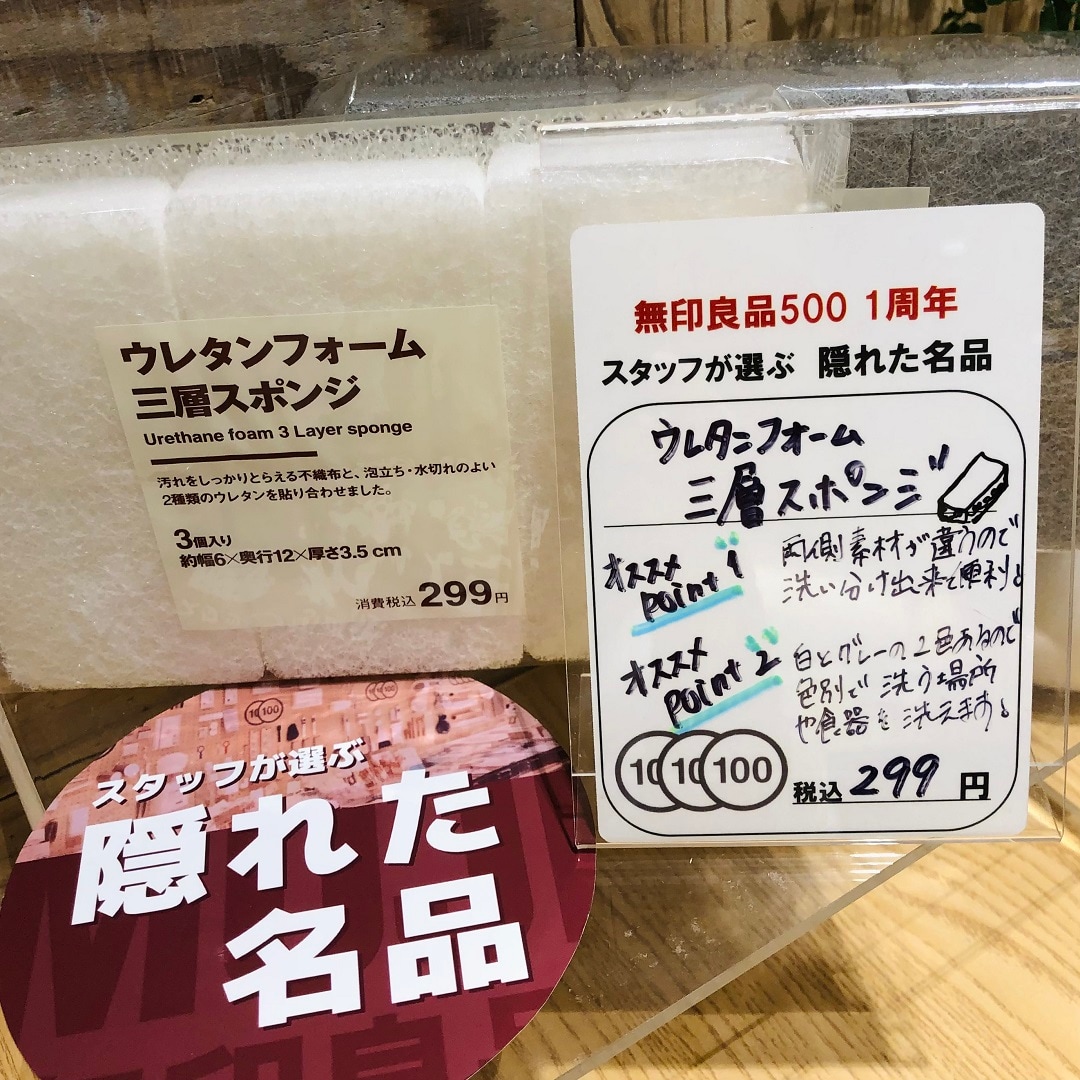 ウレタンフォーム
三層スポンジ
Urethane foam 3 Layer sponge
汚れをしっかりとらえる不織布と、泡立ち・水切れのよい
2種類のウレタンを貼り合わせました。
3個入り
約幅6×奥行12×厚さ3.5 cm
消費税込299円
無印良品500 1周年
スタッフが選ぶ 隠れた名品
ウレタンフォーム
三層スポンジ
オススメ
point 1
両側素材が違うので
洗い分け出来て便利♪
オススメ
point 2
白とグレーの2色あるので
色別で 洗う場所
や食器を洗えます♪
10 10 100
税込 299 円
100
スタッフが選ぶ
隠れた
名品